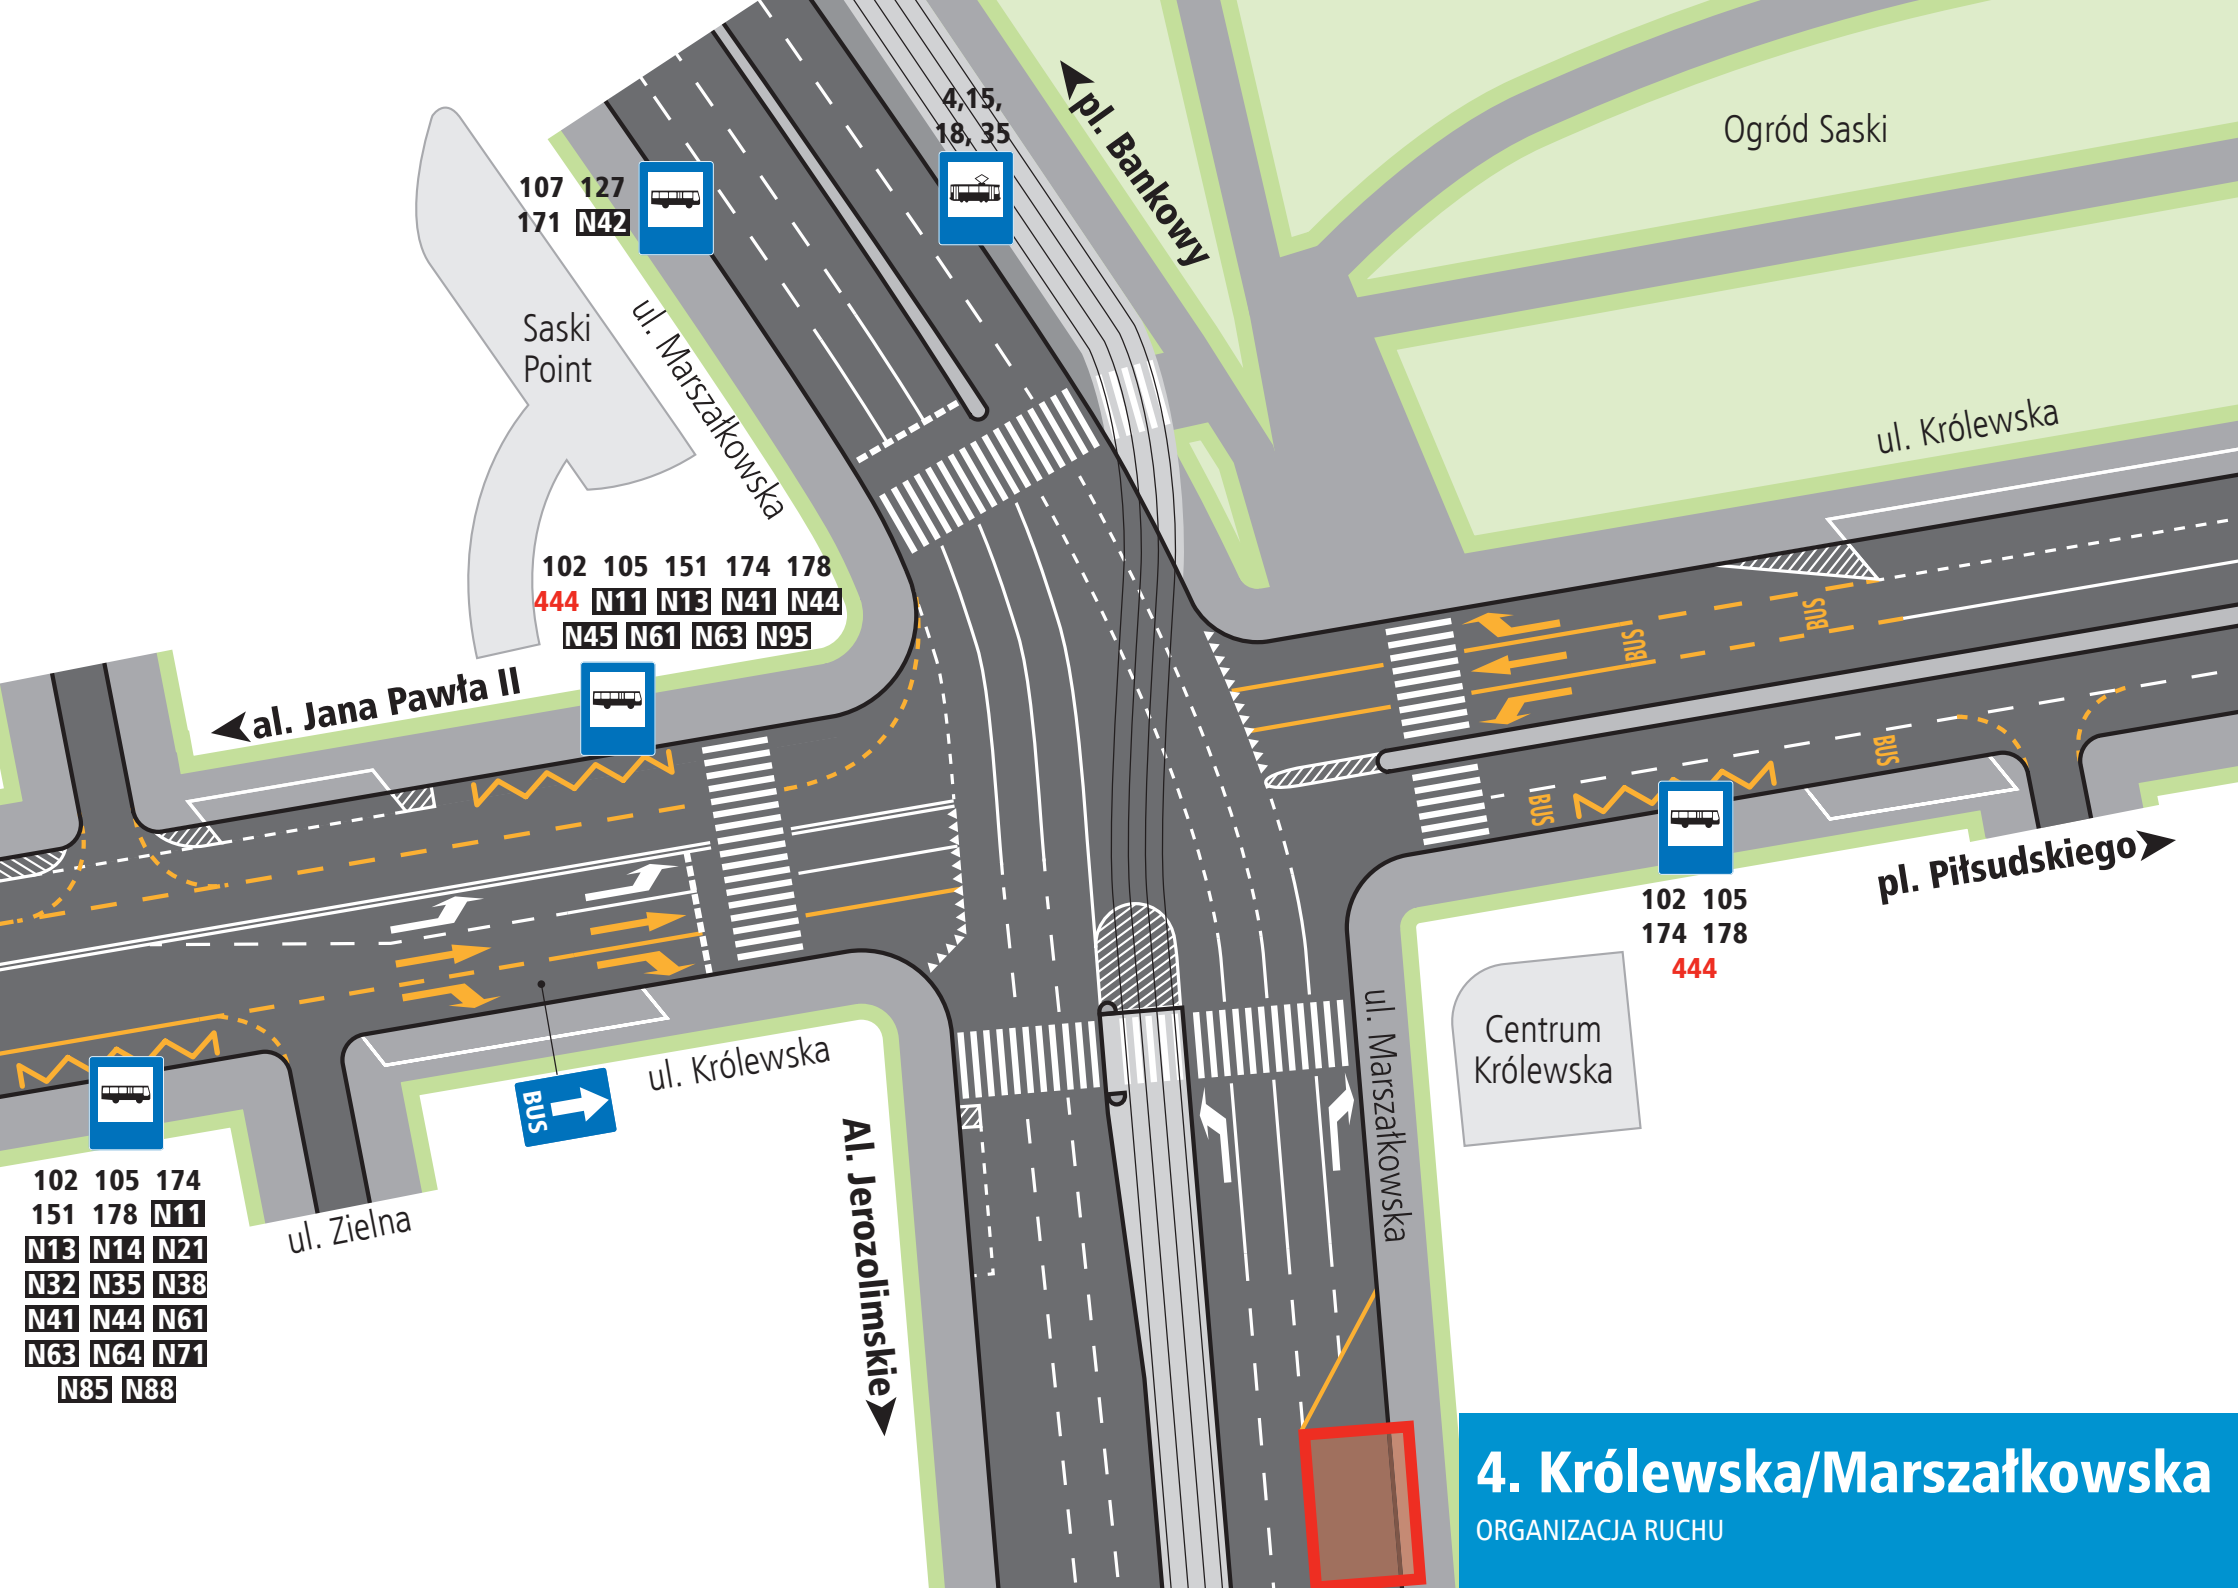 4,15,
18, 35
pl. Bankowy
Ogród Saski
107 127
171 N42
Saski
Point
ul. Marszałkowska
ul. Królewska
102 105 151 174 178
444 N11 N13 N41 N44
N45 N61 N63 N95
al. Jana Pawła II
BUS
BUS
BUS
BUS
pl. Piłsudskiego
102 105
174 178
444
Centrum
Królewska
ul. Marszałkowska
ul. Królewska
BUS
D
Al. Jerozolimskie
ul. Zielna
102 105 174
151 178 N11
N13 N14 N21
N32 N35 N38
N41 N44 N61
N63 N64 N71
N85 N88
4. Królewska/Marszałkowska
ORGANIZACJA RUCHU